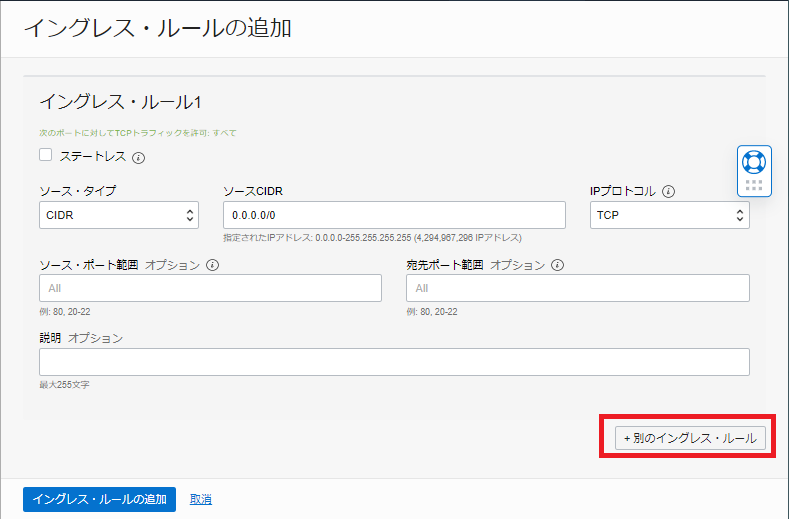 イングレス・ルールの追加
イングレス・ルール1
次のポートに対してTCPトラフィックを許可: すべて
ステートレス
ソース・タイプ
ソースCIDR
IPプロトコル
CIDR
0.0.0.0/0
TCP
指定されたIPアドレス: 0.0.0.0-255.255.255.255 (4,294,967,296 IPアドレス)
ソース・ポート範囲 オプション
宛先ポート範囲 オプション
All
All
例: 80, 20-22
例: 80, 20-22
説明 オプション
最大255文字
+ 別のイングレス・ルール
イングレス・ルールの追加
取消